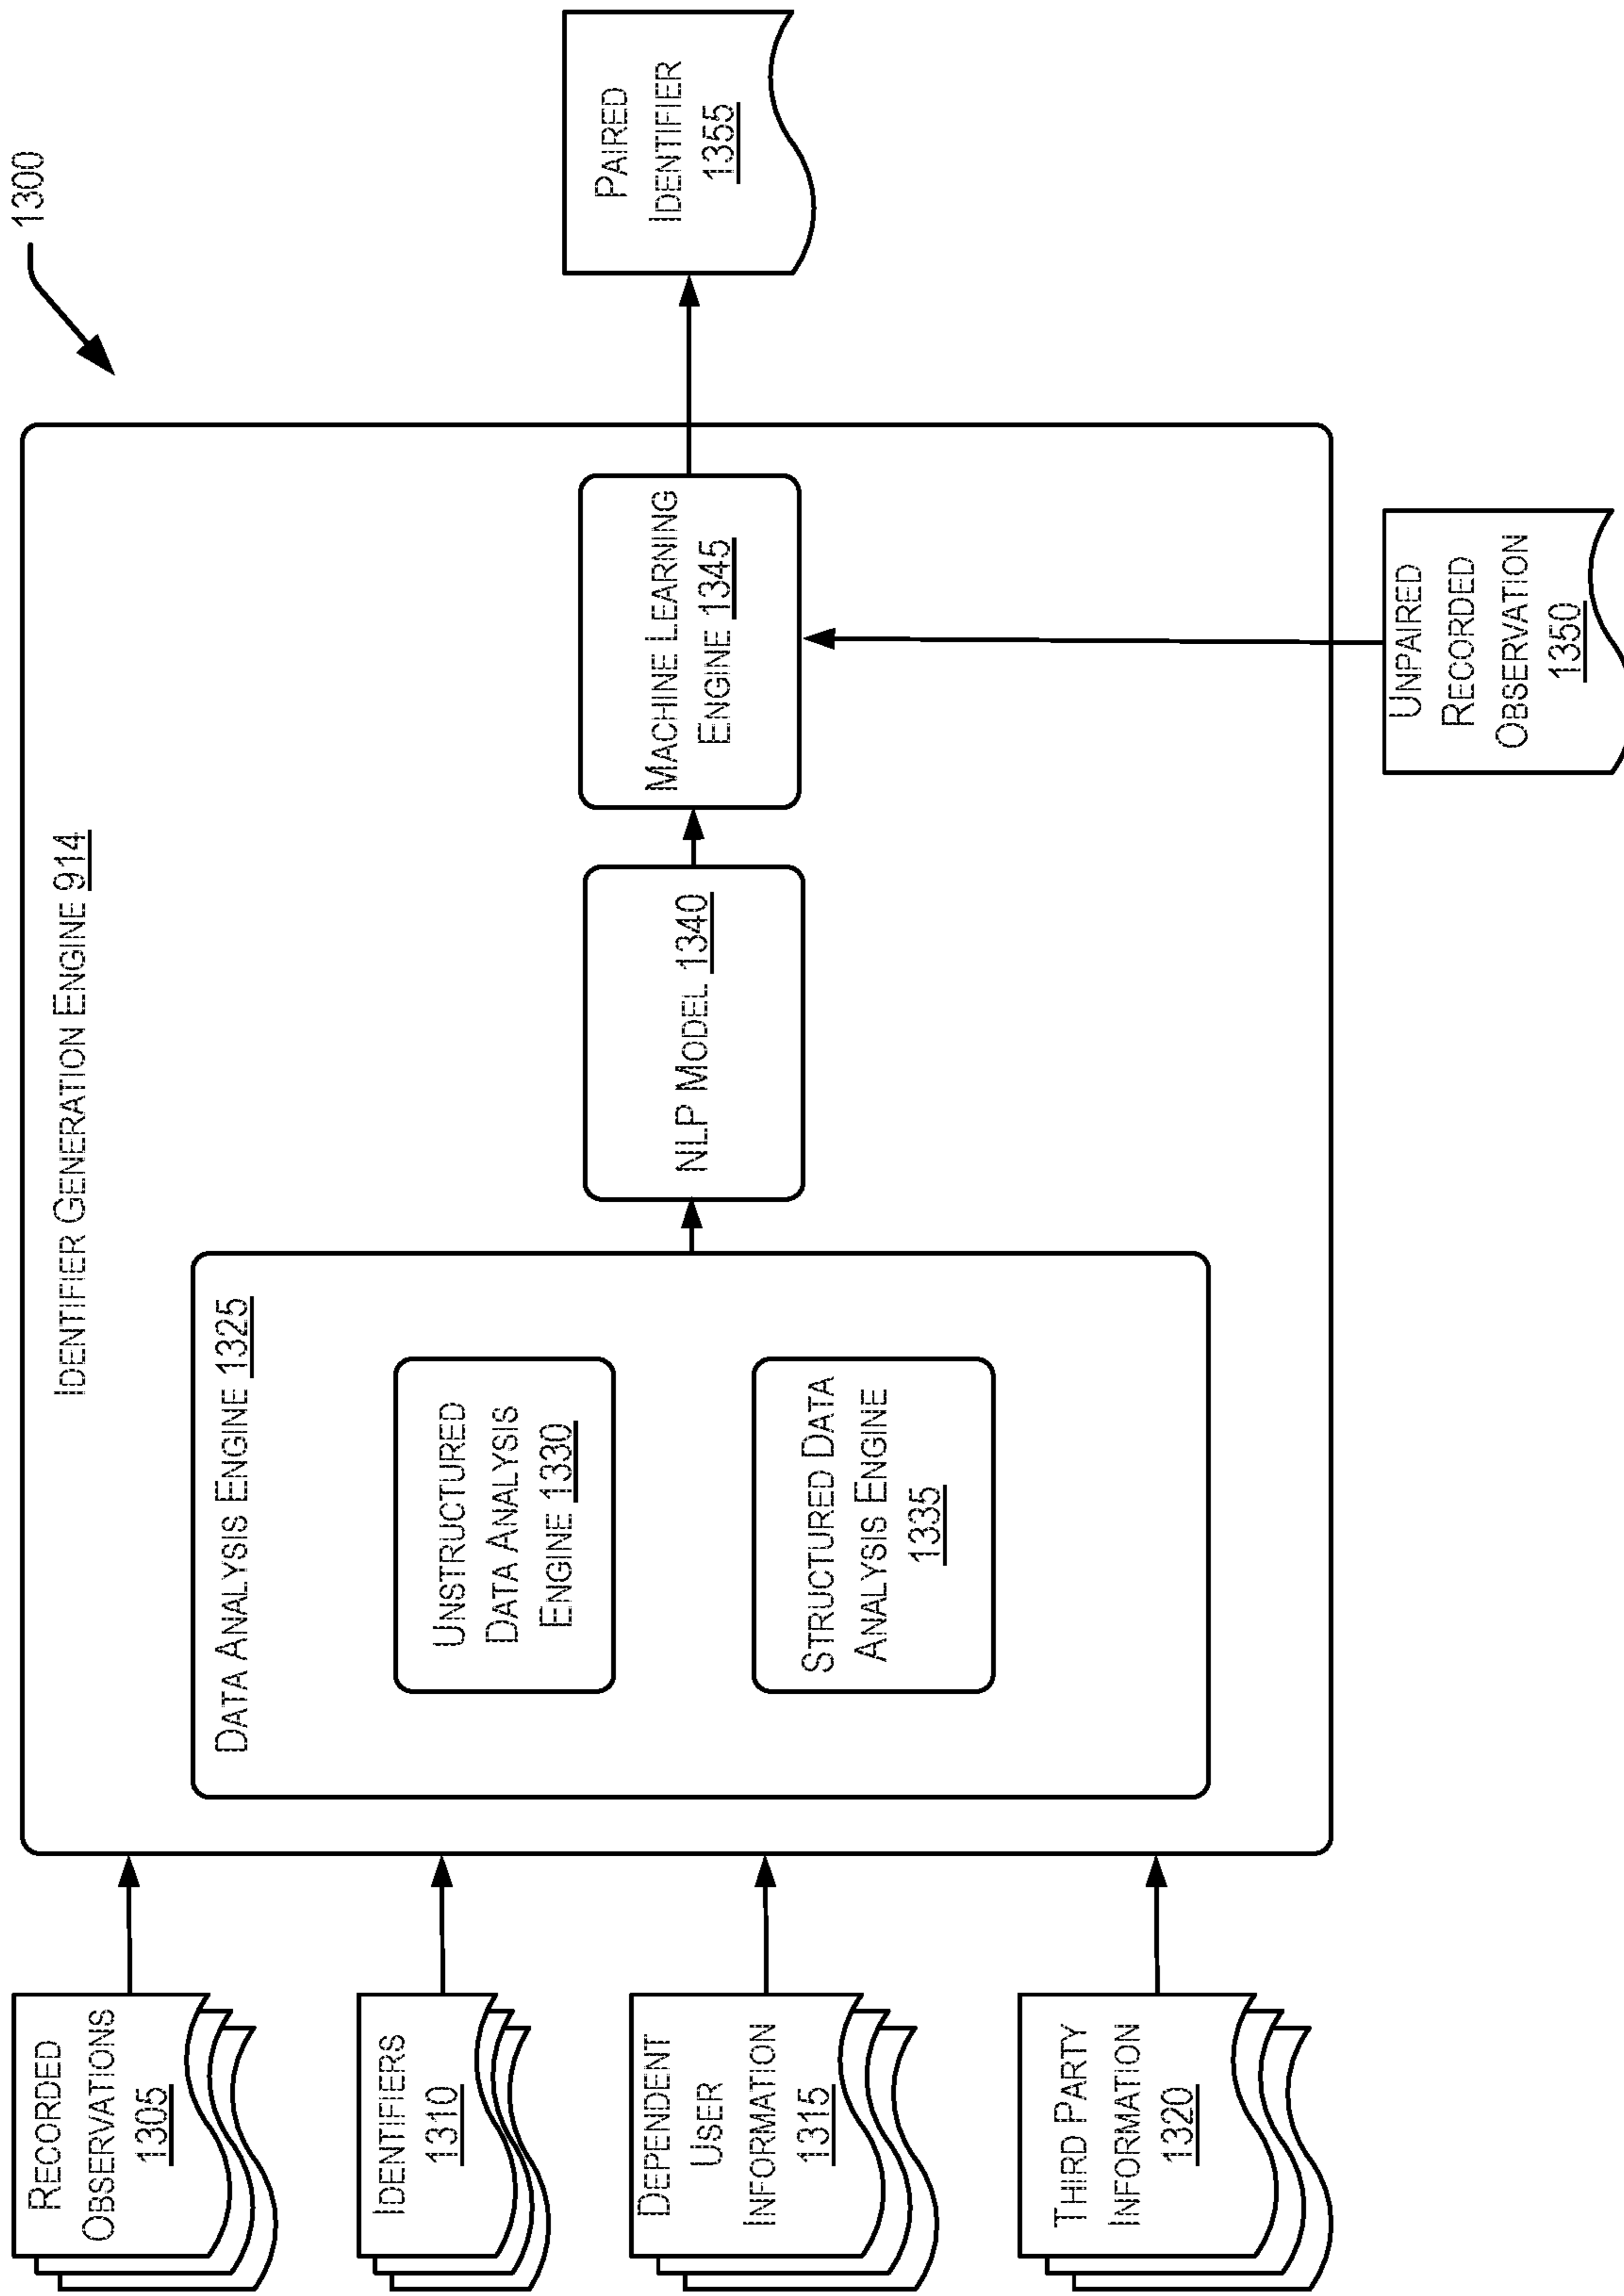 1300
RECORDED
OBSERVATIONS
1305
IDENTIFIERS
1310
DEPENDENT
USER
INFORMATION
1315
THIRD PARTY
INFORMATION
1320
IDENTIFIER GENERATION ENGINE 914
DATA ANALYSIS ENGINE 1325
UNSTRUCTURED
DATA ANALYSIS
ENGINE 1330
STRUCTURED DATA
ANALYSIS ENGINE
1335
NLP MODEL 1340
MACHINE LEARNING
ENGINE 1345
UNPAIRED
RECORDED
OBSERVATION
1350
PAIRED
IDENTIFIER
1355